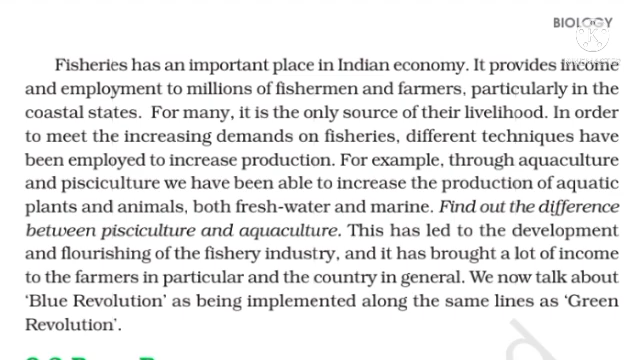 BIOLOGY
Fisheries has an important place in Indian economy. It provides income
and employment to millions of fishermen and farmers, particularly in the
coastal states.  For many, it is the only source of their livelihood. In order
to meet the increasing demands on fisheries, different techniques have
been employed to increase production. For example, through aquaculture
and pisciculture we have been able to increase the production of aquatic
plants and animals, both fresh-water and marine. Find out the difference
between pisciculture and aquaculture. This has led to the development
and flourishing of the fishery industry, and it has brought a lot of income
to the farmers in particular and the country in general. We now talk about
‘Blue Revolution’ as being implemented along the same lines as ‘Green
Revolution’.